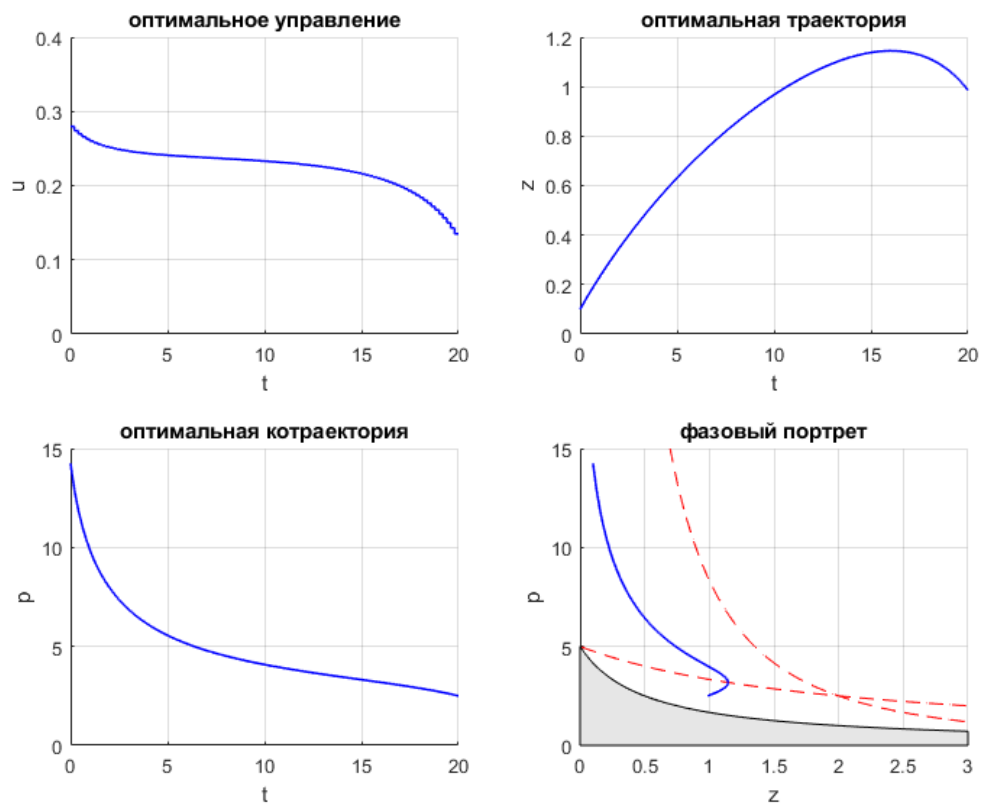 оптимальное управление
0.4
0.3
0.2
0.1
0
u
0 5 10 15 20
t
оптимальная траектория
1.2
1
0.8
0.6
0.4
0.2
0
z
0 5 10 15 20
t
оптимальная котраектория
15
10
5
0
p
0 5 10 15 20
t
фазовый портрет
15
10
5
0
p
0 0.5 1 1.5 2 2.5 3
z